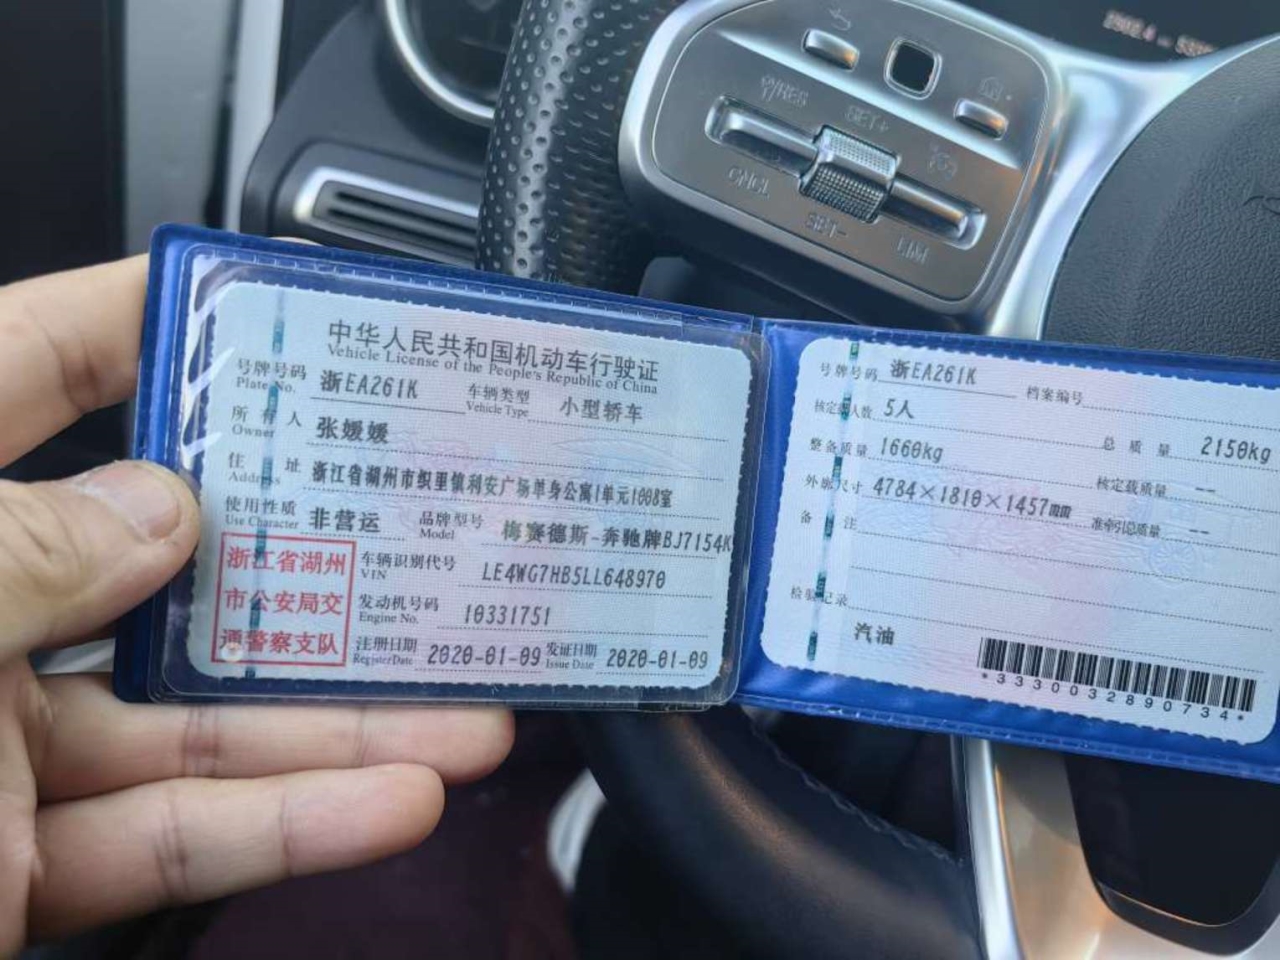 中华人民共和国机动车行驶证
Vehicle License of the People's Republic of China
号牌号码 浙EA261K 车辆类型 小型轿车
Plate No. Vehicle Type
所有人 张媛媛
Owner
住址 浙江省湖州市织里镇利安广场单身公寓1单元1008室
Address
使用性质 非营运 品牌型号 梅赛德斯-奔驰牌BJ7154K
Use Character Model
浙江省湖州
市公安局交
通警察支队
车辆识别代号 LE4WG7HB5LL648970
VIN
发动机号码 10331751
Engine No.
注册日期 2020-01-09 发证日期 2020-01-09
Register Date Issue Date
号牌号码 浙EA261K 档案编号
核定载人数 5人 总质量 2150kg
整备质量 1660kg 核定载质量 --
外廓尺寸 4784×1810×1457mm 准牵引总质量 --
备注
检验记录
汽油
*3330032890734*
RES
SET+
CNCL
SET-
LIM